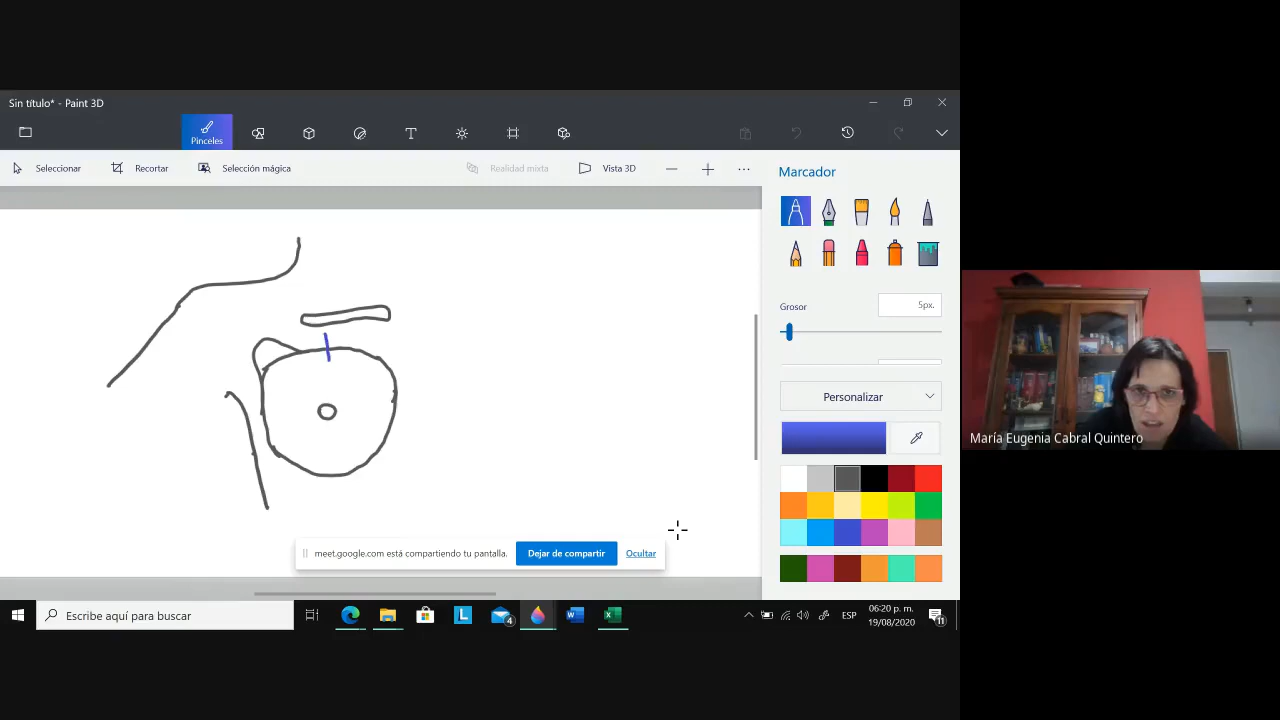 Sin título* - Paint 3D
Pinceles
Seleccionar
Recortar
Selección mágica
Realidad mixta
Vista 3D
Marcador
Grosor
5px.
Personalizar
María Eugenia Cabral Quintero
meet.google.com está compartiendo tu pantalla.
Dejar de compartir
Ocultar
Escribe aquí para buscar
L
4
W
X
ESP
06:20 p. m.
19/08/2020
11